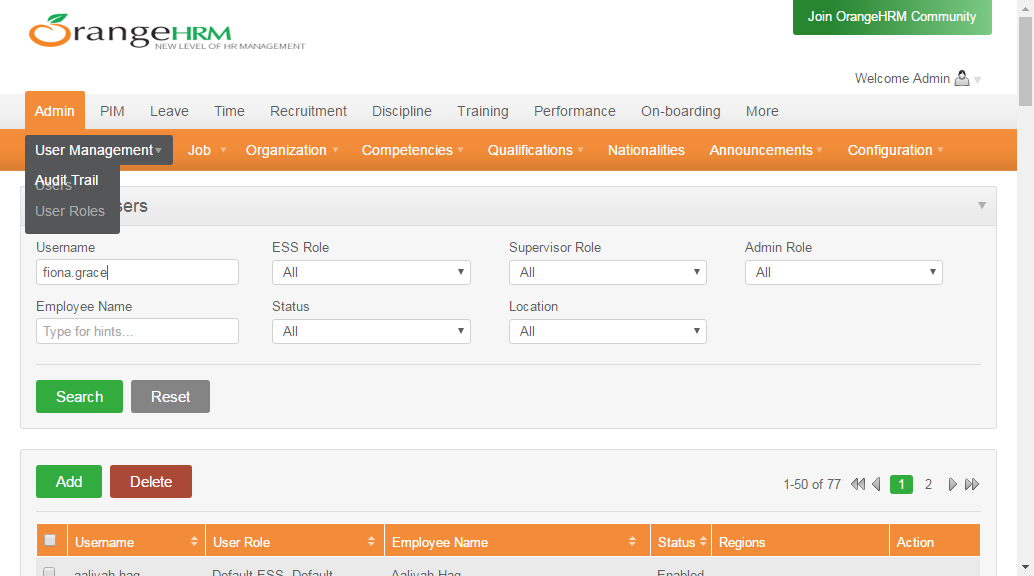 Join OrangeHRM Community
OrangeHRM
NEW LEVEL OF HR MANAGEMENT
Welcome Admin
Admin PIM Leave Time Recruitment Discipline Training Performance On-boarding More
User Management Job Organization Competencies Qualifications Nationalities Announcements Configuration
Audit Trail
Users
User Roles
sers
Username ESS Role Supervisor Role Admin Role
fiona.grace All All All
Employee Name Status Location
Type for hints... All All
Search Reset
Add Delete 1-50 of 77 1 2
Username User Role Employee Name Status Regions Action
aaliyah.haq Default ESS, Default Aaliyah Haq Enabled